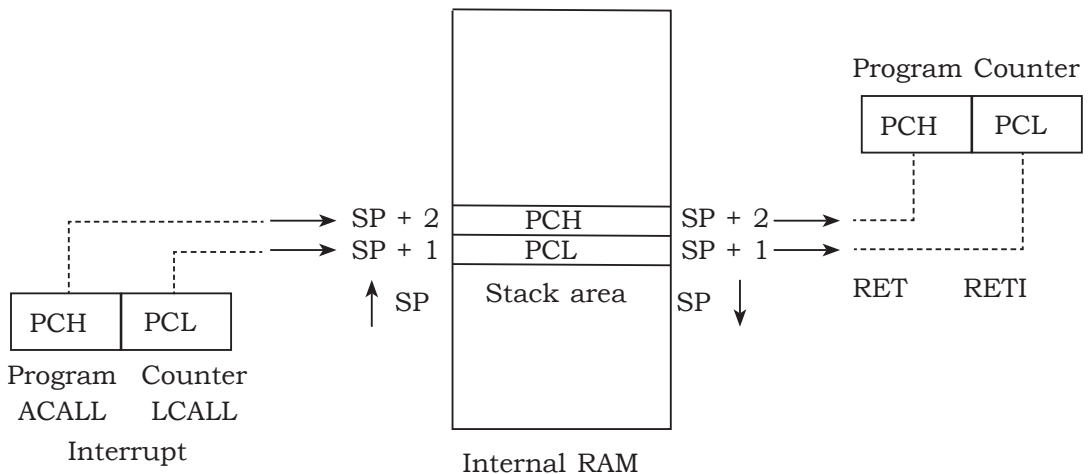 Program Counter
PCH PCL
SP + 2 PCH SP + 2
SP + 1 PCL SP + 1
SP Stack area SP RET RETI
PCH PCL
Program Counter
ACALL LCALL
Interrupt
Internal RAM